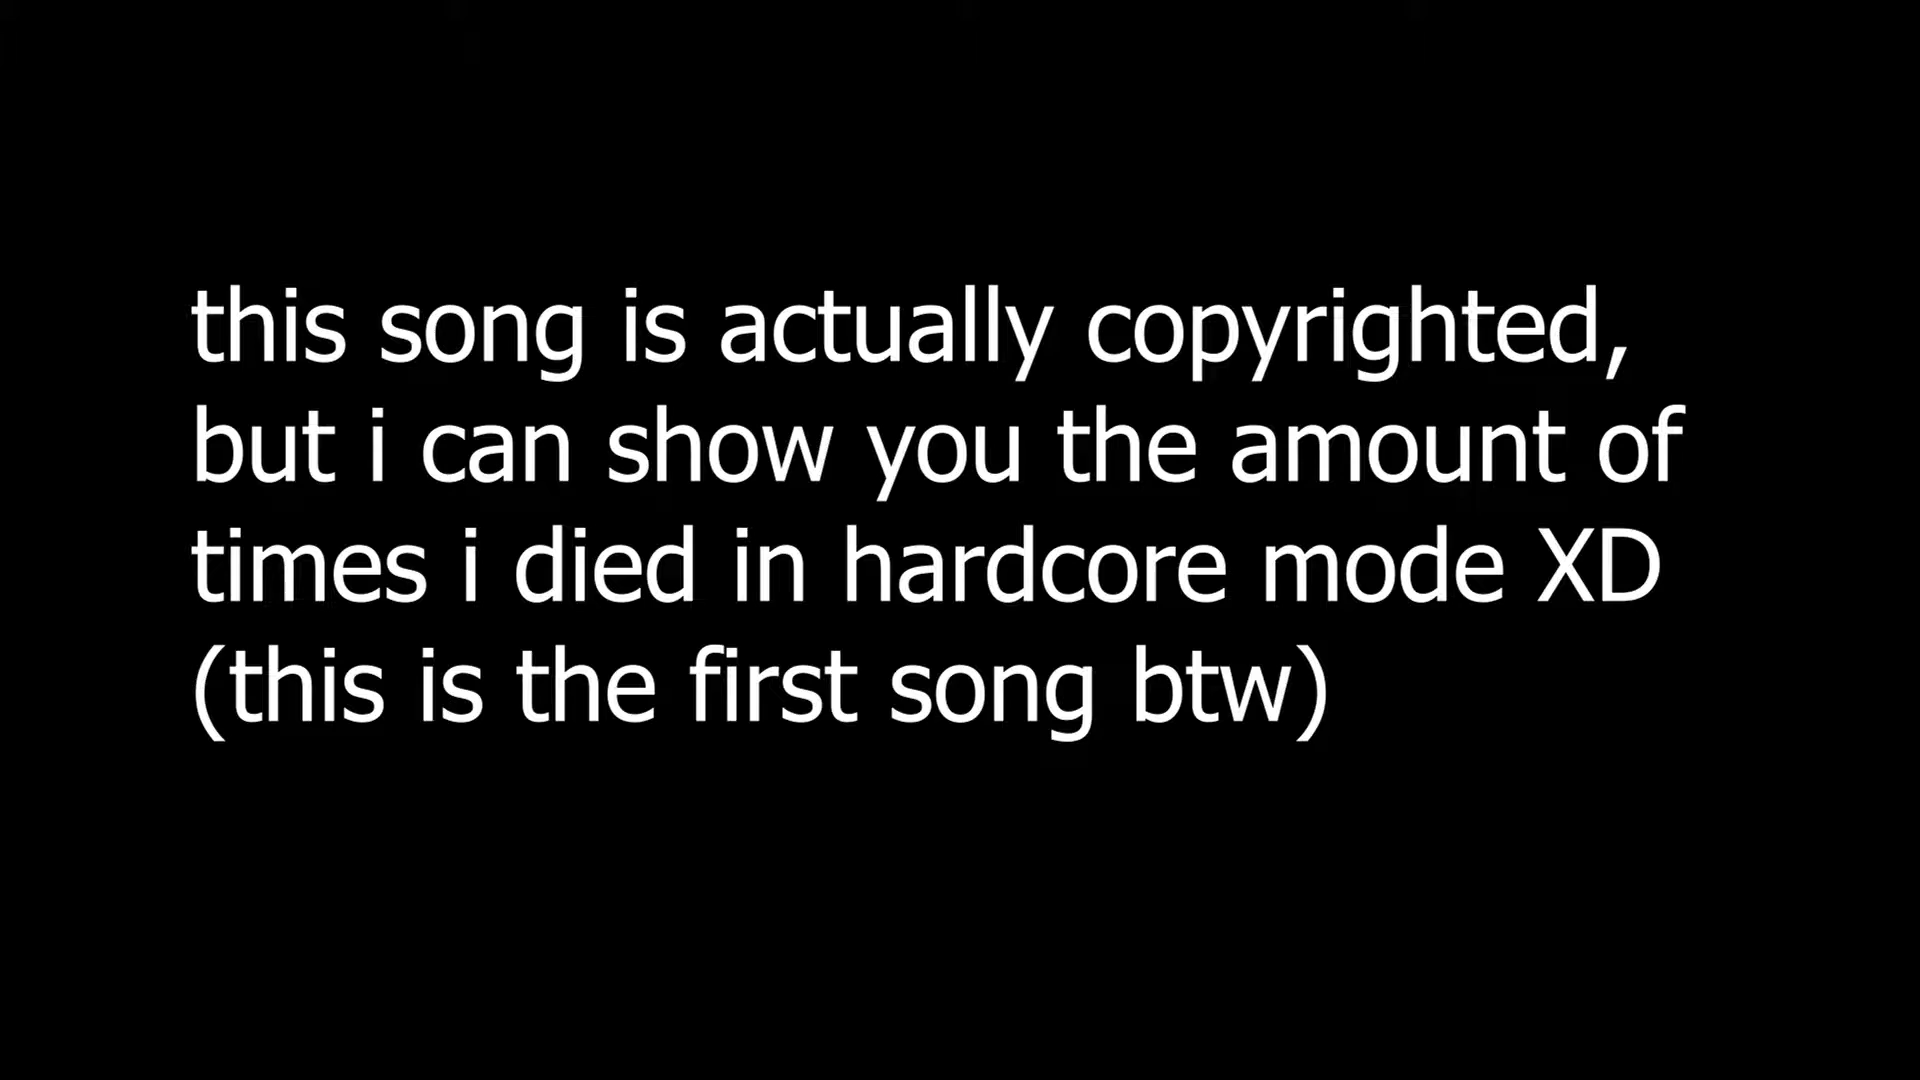 this song is actually copyrighted,
but i can show you the amount of
times i died in hardcore mode XD
(this is the first song btw)